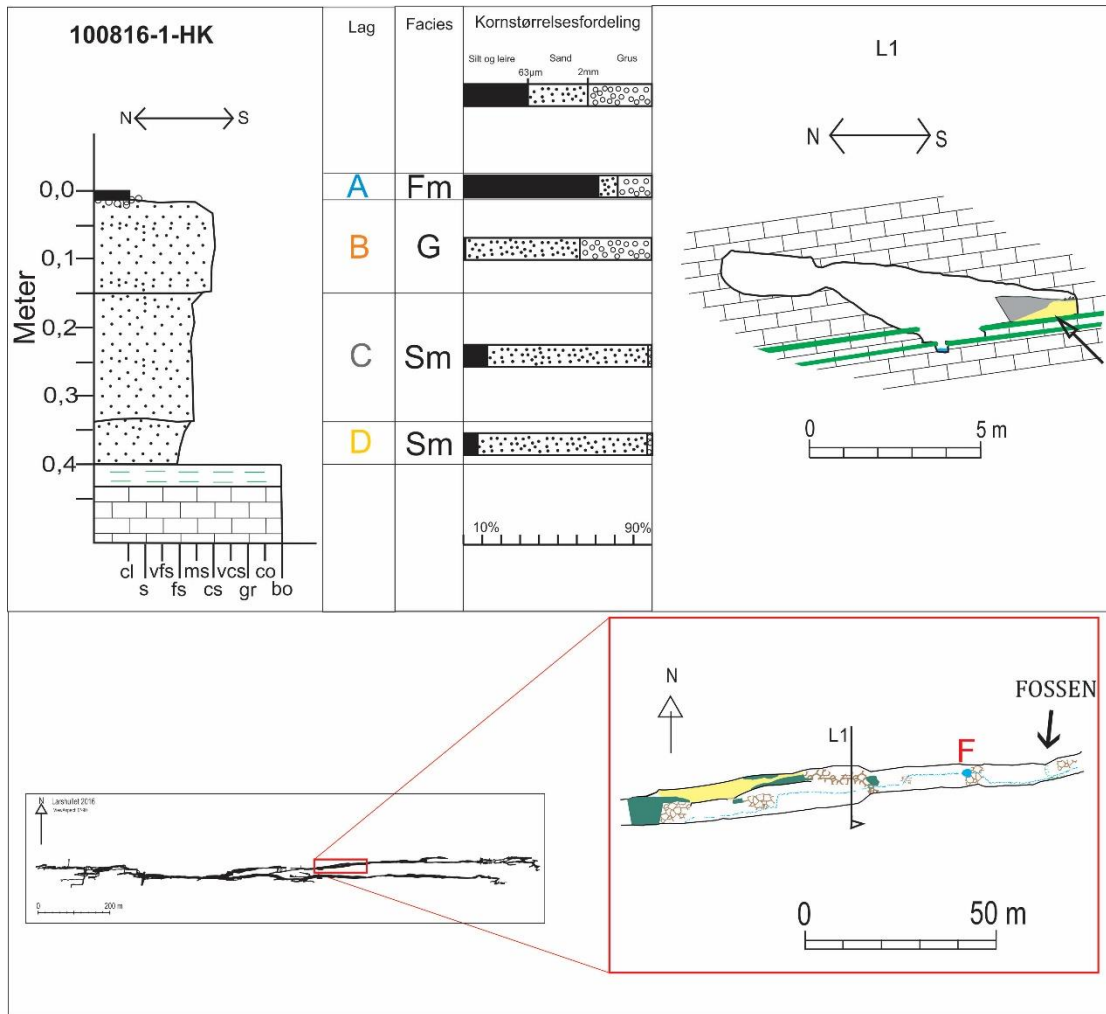 100816-1-HK
N S
0,0
0,1
0,2
0,3
0,4
Meter
cl vfs ms vcs co
s fs cs gr bo
Lag Facies Kornstørrelsesfordeling
Silt og leire Sand Grus
63µm 2mm
A Fm
B G
C Sm
D Sm
10% 90%
L1
N S
0 5 m
N Larshullet 2016
0 200 m
N
L1
F
FOSSEN
0 50 m